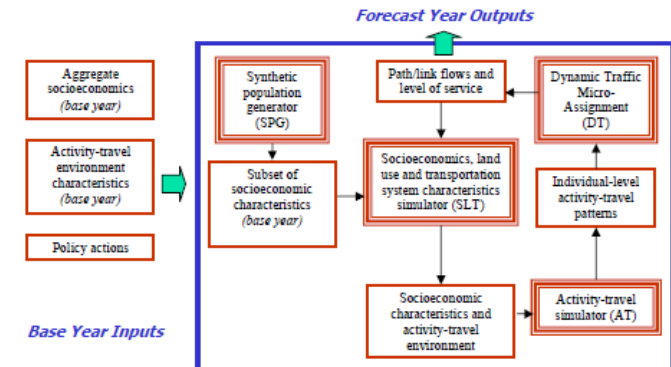 Forecast Year Outputs
Aggregate
socioeconomics
(base year)
Activity-travel
environment
characteristics
(base year)
Policy actions
Base Year Inputs
Synthetic
population
generator
(SPG)
Subset of
socioeconomic
characteristics
(base year)
Path/link flows and
level of service
Socioeconomics, land
use and transportation
system characteristics
simulator (SLT)
Socioeconomic
characteristics and
activity-travel
environment
Dynamic Traffic
Micro-
Assignment
(DT)
Individual-level
activity-travel
patterns
Activity-travel
simulator (AT)